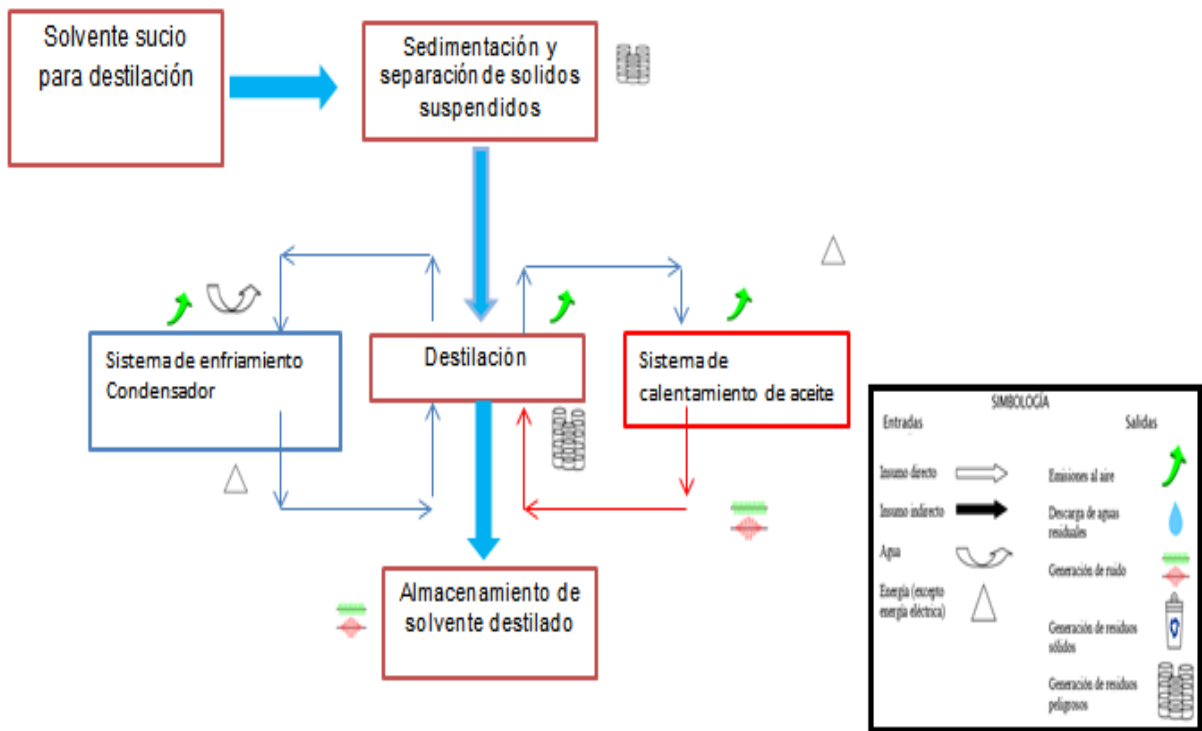 Solvente sucio
para destilación
Sedimentación y
separación de solidos
suspendidos
Sistema de enfriamiento
Condensador
Destilación
Sistema de
calentamiento de aceite
Almacenamiento de
solvente destilado
SIMBOLOGÍA
Entradas
Salidas
Insumo directo
Emisiones al aire
Insumo indirecto
Descarga de aguas
residuales
Agua
Generación de ruido
Energía (excepto
energía eléctrica)
Generación de residuos
sólidos
Generación de residuos
peligrosos